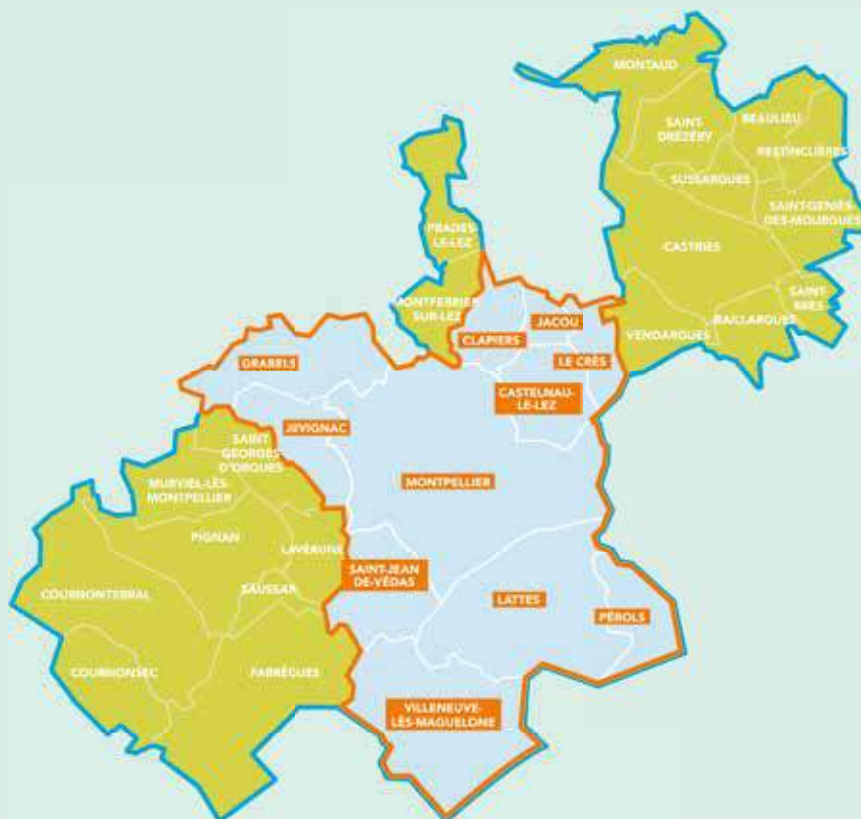 MONTAUD
SAINT-
DRÉZÉRY
BEAULIEU
RESTINCLIÈRES
SUSSARGUES
SAINT-GENIÈS-
DES-MOURGUES
CASTRIES
SAINT-
BRÈS
BAILLARGUES
VENDARGUES
PRADES-
LE-LEZ
MONTFERRIER
SUR-LEZ
CLAPIERS
JACOU
LE CRÈS
CASTELNAU-
LE-LEZ
GRABELS
JUVIGNAC
SAINT
GEORGES
D'ORQUES
MURVIEL-LÈS-
MONTPELLIER
MONTPELLIER
PIGNAN
LAVÉRUNE
SAINT-JEAN
DE-VÉDAS
SAUSSAN
COURNONTERRAL
LATTES
PÉROLS
COURNONSEC
FABRÈGUES
VILLENEUVE-
LÈS-MAGUELONE